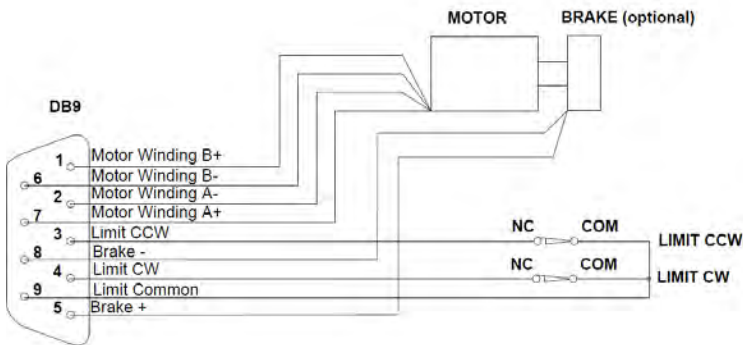 MOTOR
BRAKE (optional)
DB9
1 Motor Winding B+
6 Motor Winding B-
2 Motor Winding A-
7 Motor Winding A+
3 Limit CCW
8 Brake -
4 Limit CW
9 Limit Common
5 Brake +
NC COM LIMIT CCW
NC COM LIMIT CW